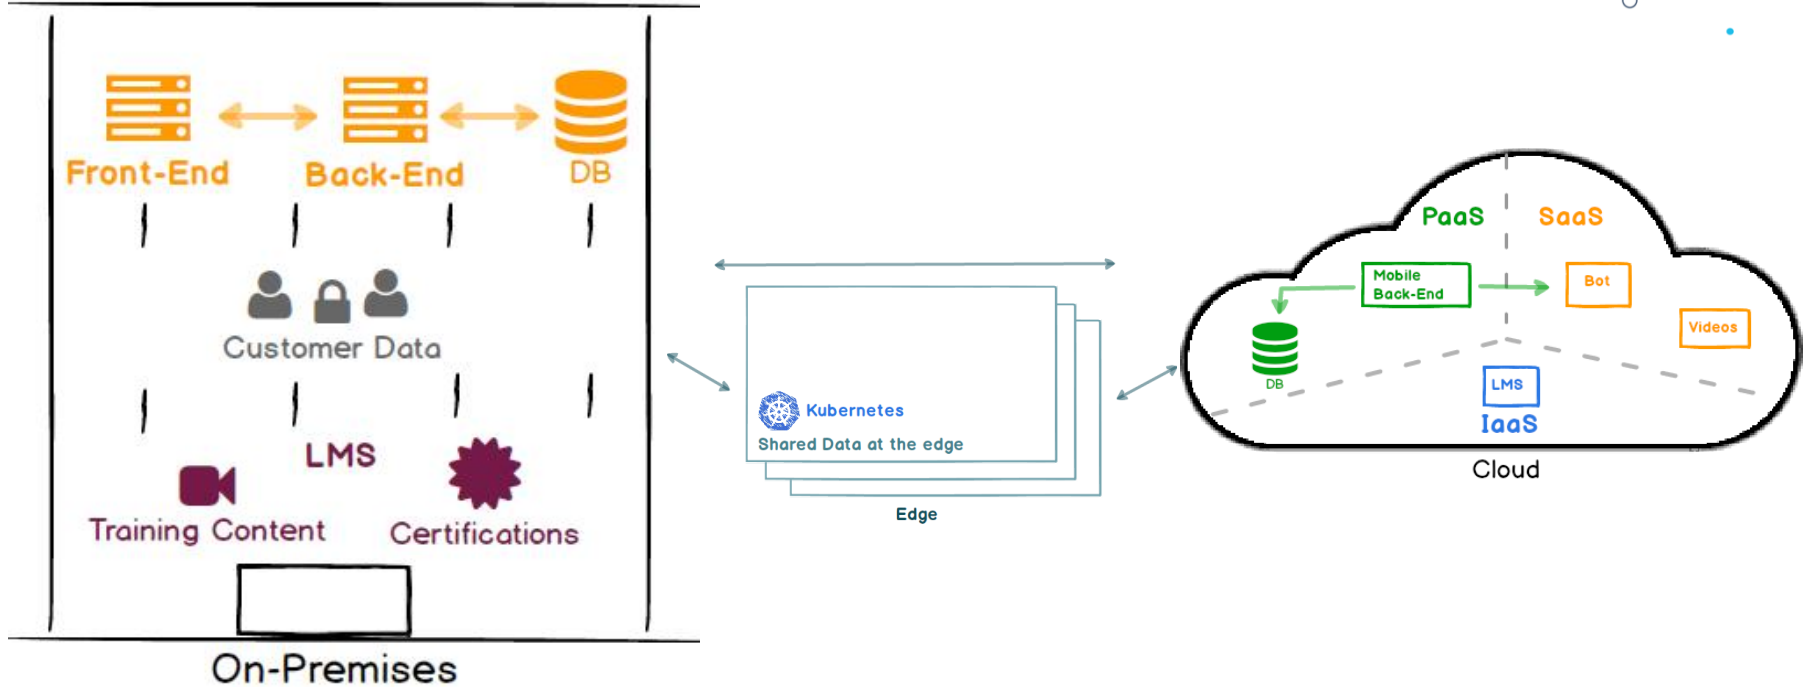 Front-End
Back-End
DB
Customer Data
LMS
Training Content
Certifications
On-Premises
Kubernetes
Shared Data at the edge
Edge
PaaS
SaaS
Mobile
Back-End
Bot
Videos
DB
LMS
IaaS
Cloud